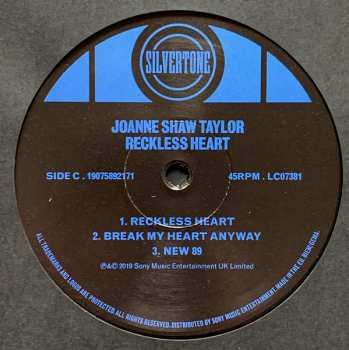 SILVERTONE
JOANNE SHAW TAYLOR
RECKLESS HEART
SIDE C . 19075892171
45RPM . LC07381
1. RECKLESS HEART
2. BREAK MY HEART ANYWAY
3. NEW 89
℗&© 2019 Sony Music Entertainment UK Limited
ALL TRADEMARKS AND LOGOS ARE PROTECTED. ALL RIGHTS RESERVED. DISTRIBUTED BY SONY MUSIC ENTERTAINMENT. MADE IN THE EU. BIEM/GEMA.